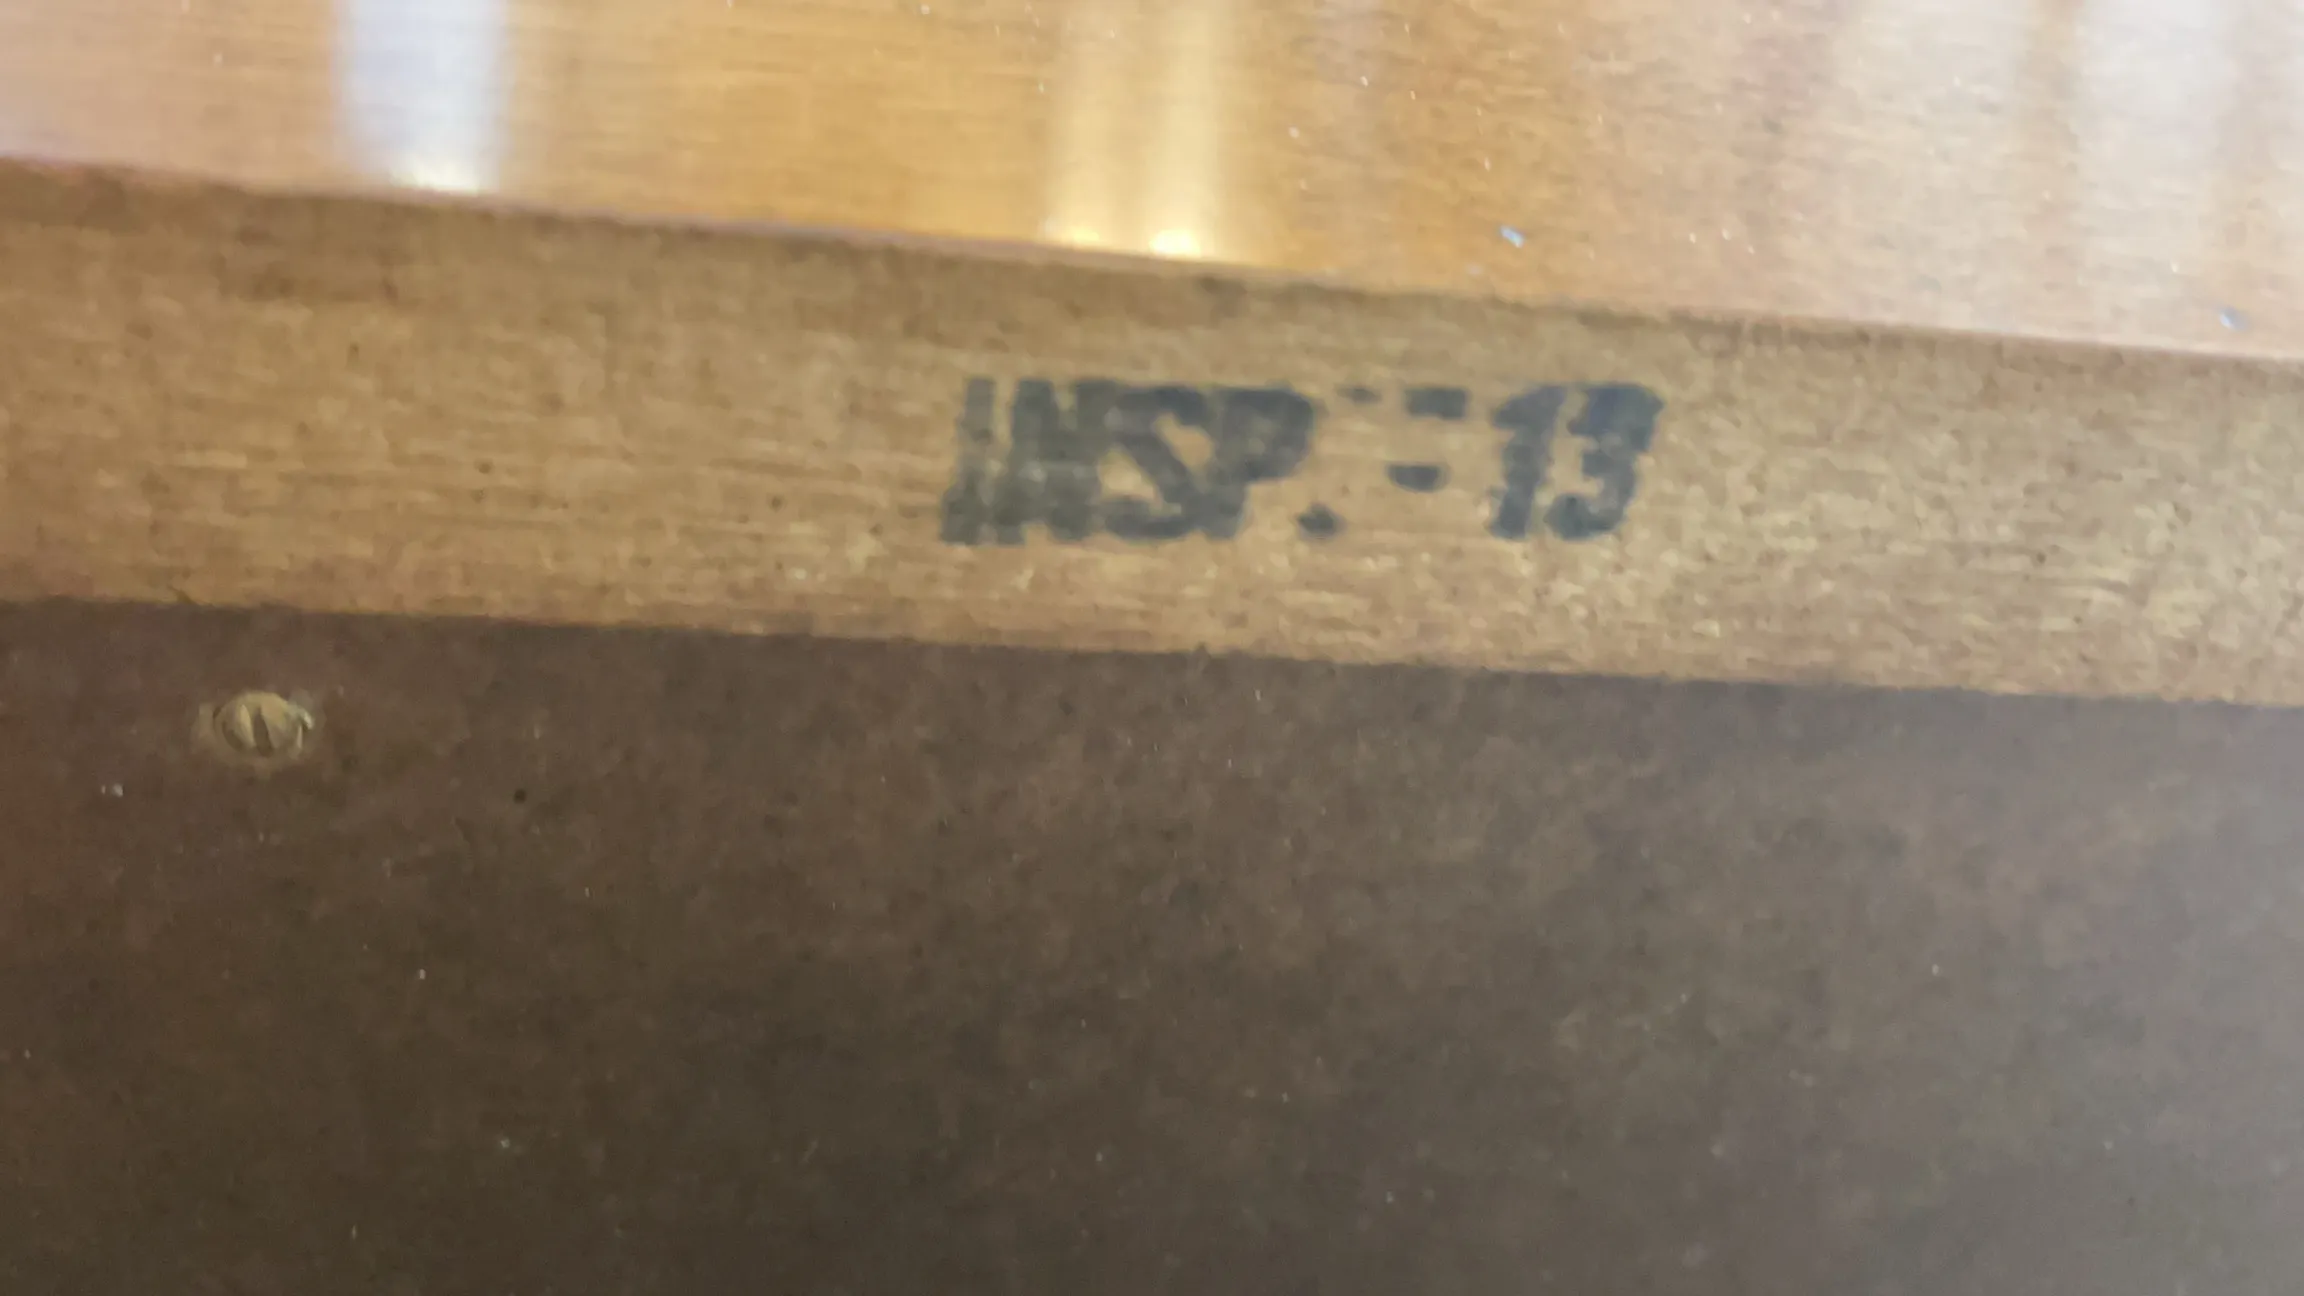 INSP. - 13